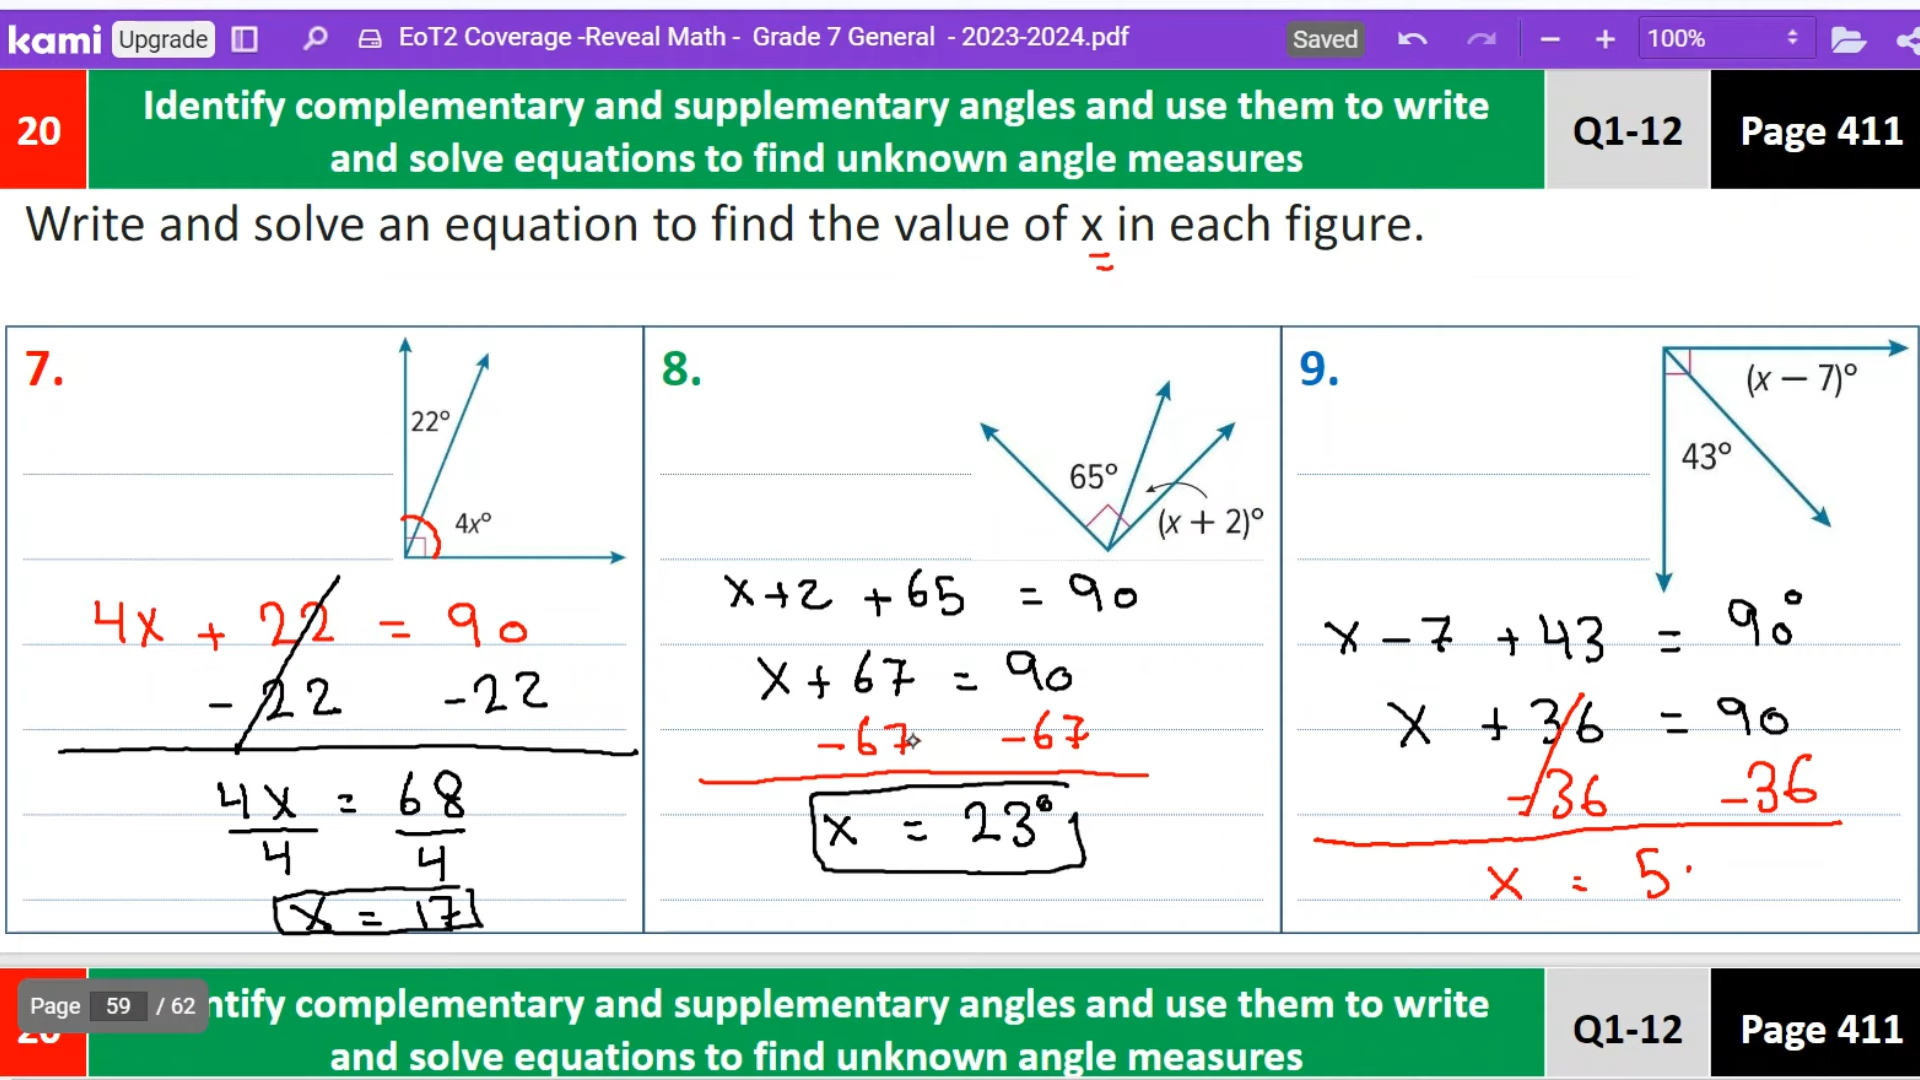 kami Upgrade EoT2 Coverage -Reveal Math - Grade 7 General - 2023-2024.pdf Saved 100%
20 Identify complementary and supplementary angles and use them to write and solve equations to find unknown angle measures Q1-12 Page 411
Write and solve an equation to find the value of x in each figure.
=
7.
22°
4x°
4x + 22 = 90
- 22 -22
4x = 68
4 4
x = 17
8.
65°
(x + 2)°
x+2 + 65 = 90
x + 67 = 90
-67 -67
x = 23°
9.
(x – 7)°
43°
x - 7 + 43 = 90°
x + 36 = 90
- 36 - 36
x = 5
Page 59 / 62
20 ntify complementary and supplementary angles and use them to write and solve equations to find unknown angle measures Q1-12 Page 411